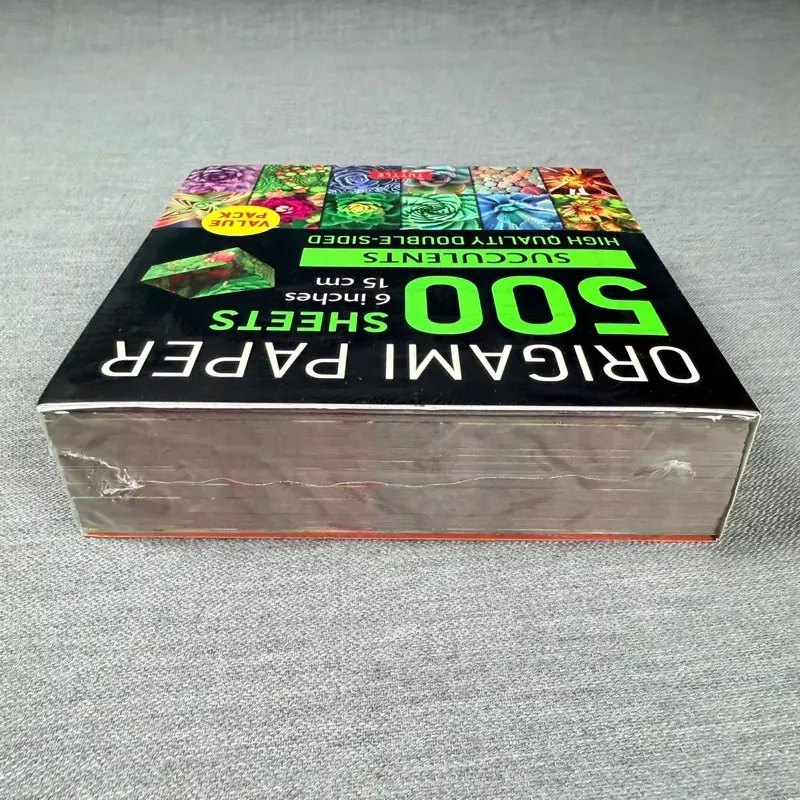 ORIGAMI PAPER
500 SHEETS
6 inches
15 cm
SUCCULENTS
HIGH QUALITY DOUBLE-SIDED
VALUE
PACK
TUTTLE